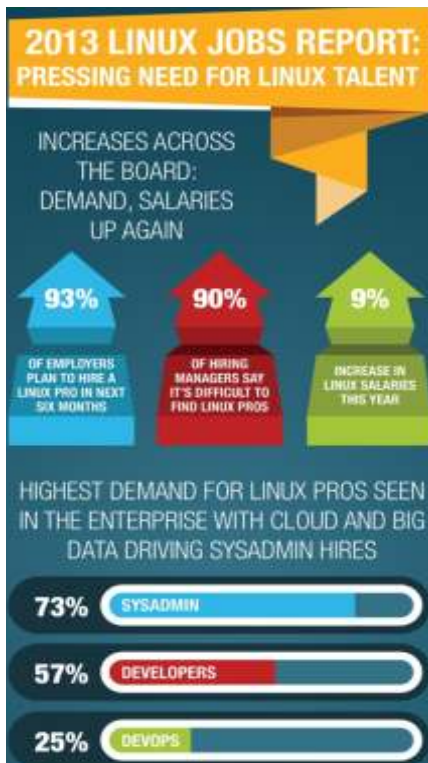 2013 LINUX JOBS REPORT:
PRESSING NEED FOR LINUX TALENT
INCREASES ACROSS
THE BOARD:
DEMAND, SALARIES
UP AGAIN
93%
OF EMPLOYERS
PLAN TO HIRE A
LINUX PRO IN NEXT
SIX MONTHS
90%
OF HIRING
MANAGERS SAY
IT'S DIFFICULT TO
FIND LINUX PROS
9%
INCREASE IN
LINUX SALARIES
THIS YEAR
HIGHEST DEMAND FOR LINUX PROS SEEN
IN THE ENTERPRISE WITH CLOUD AND BIG
DATA DRIVING SYSADMIN HIRES
73% SYSADMIN
57% DEVELOPERS
25% DEVOPS